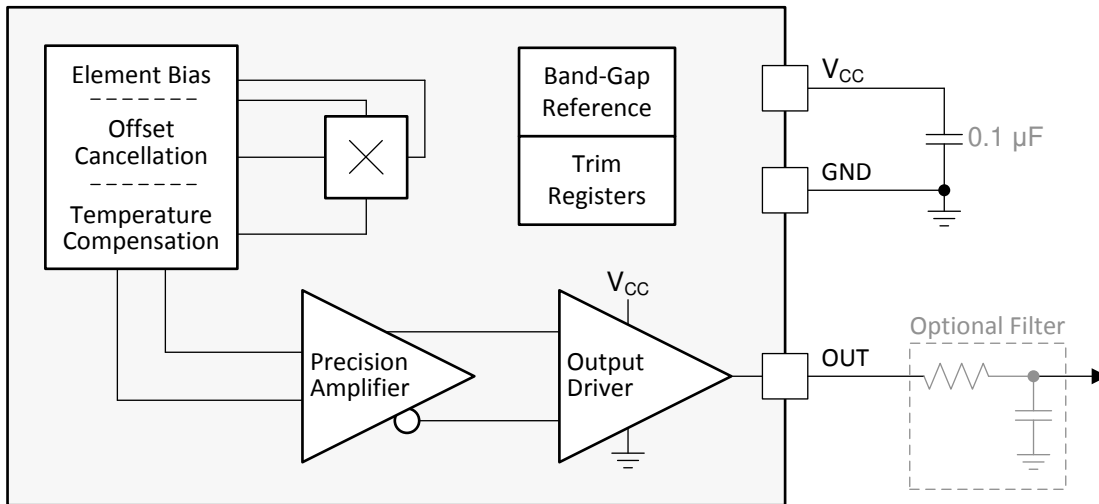 Element Bias
Offset
Cancellation
Temperature
Compensation
Band-Gap
Reference
Trim
Registers
VCC
0.1 µF
GND
VCC
Precision
Amplifier
Output
Driver
OUT
Optional Filter